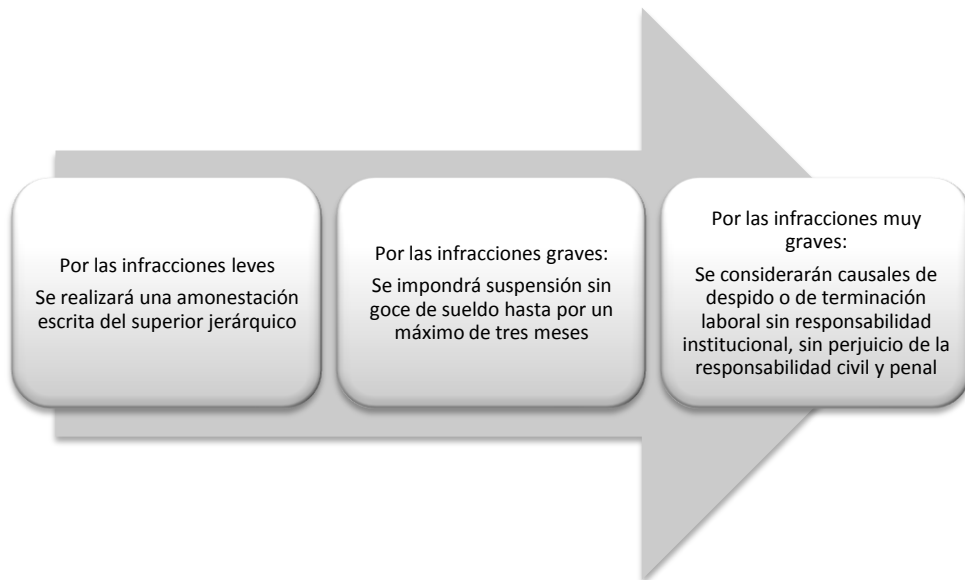 Por las infracciones leves
Se realizará una amonestación
escrita del superior jerárquico
Por las infracciones graves:
Se impondrá suspensión sin
goce de sueldo hasta por un
máximo de tres meses
Por las infracciones muy
graves:
Se considerarán causales de
despido o de terminación
laboral sin responsabilidad
institucional, sin perjuicio de la
responsabilidad civil y penal